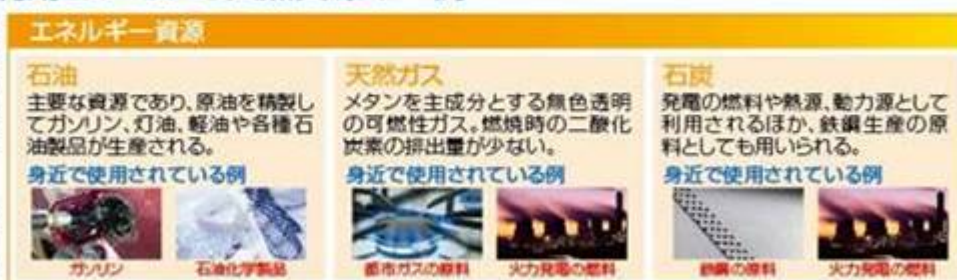 エネルギー資源
石油
主要な資源であり、原油を精製し
てガソリン、灯油、軽油や各種石
油製品が生産される。
身近で使用されている例
ガソリン
石油化学製品
天然ガス
メタンを主成分とする無色透明
の可燃性ガス。燃焼時の二酸化
炭素の排出量が少ない。
身近で使用されている例
都市ガスの原料
火力発電の燃料
石炭
発電の燃料や熱源、動力源として
利用されるほか、鉄鋼生産の原
料としても用いられる。
身近で使用されている例
鉄鋼の原料
火力発電の燃料